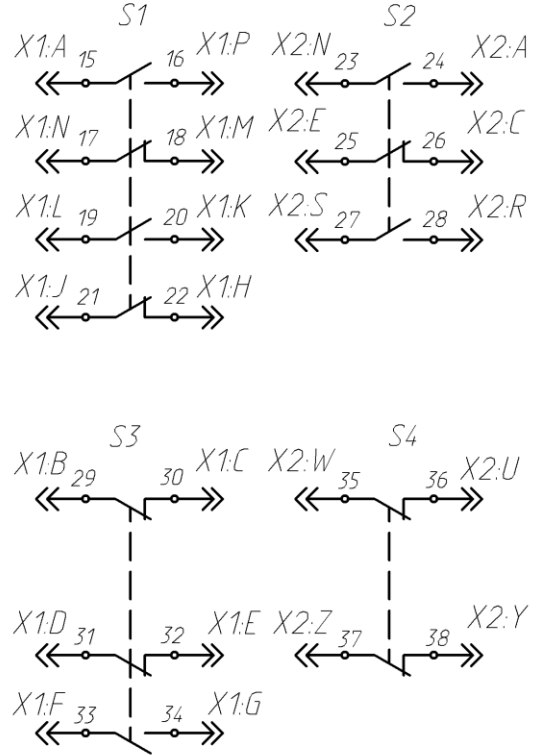 S1 S2
X1:A 15 16 X1:P X2:N 23 24 X2:A
X1:N 17 18 X1:M X2:E 25 26 X2:C
X1:L 19 20 X1:K X2:S 27 28 X2:R
X1:J 21 22 X1:H
S3 S4
X1:B 29 30 X1:C X2:W 35 36 X2:U
X1:D 31 32 X1:E X2:Z 37 38 X2:Y
X1:F 33 34 X1:G